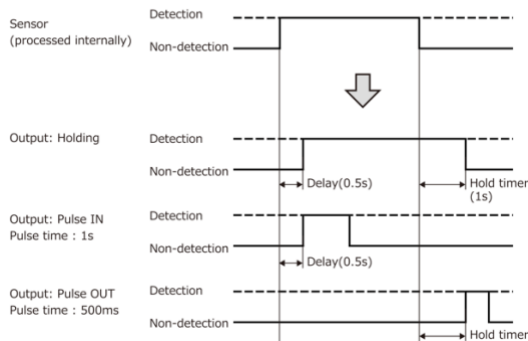 Sensor
(processed internally)
Detection
Non-detection
Output: Holding
Detection
Non-detection
Delay(0.5s)
Hold timer
(1s)
Output: Pulse IN
Pulse time : 1s
Detection
Non-detection
Delay(0.5s)
Output: Pulse OUT
Pulse time : 500ms
Detection
Non-detection
Hold timer